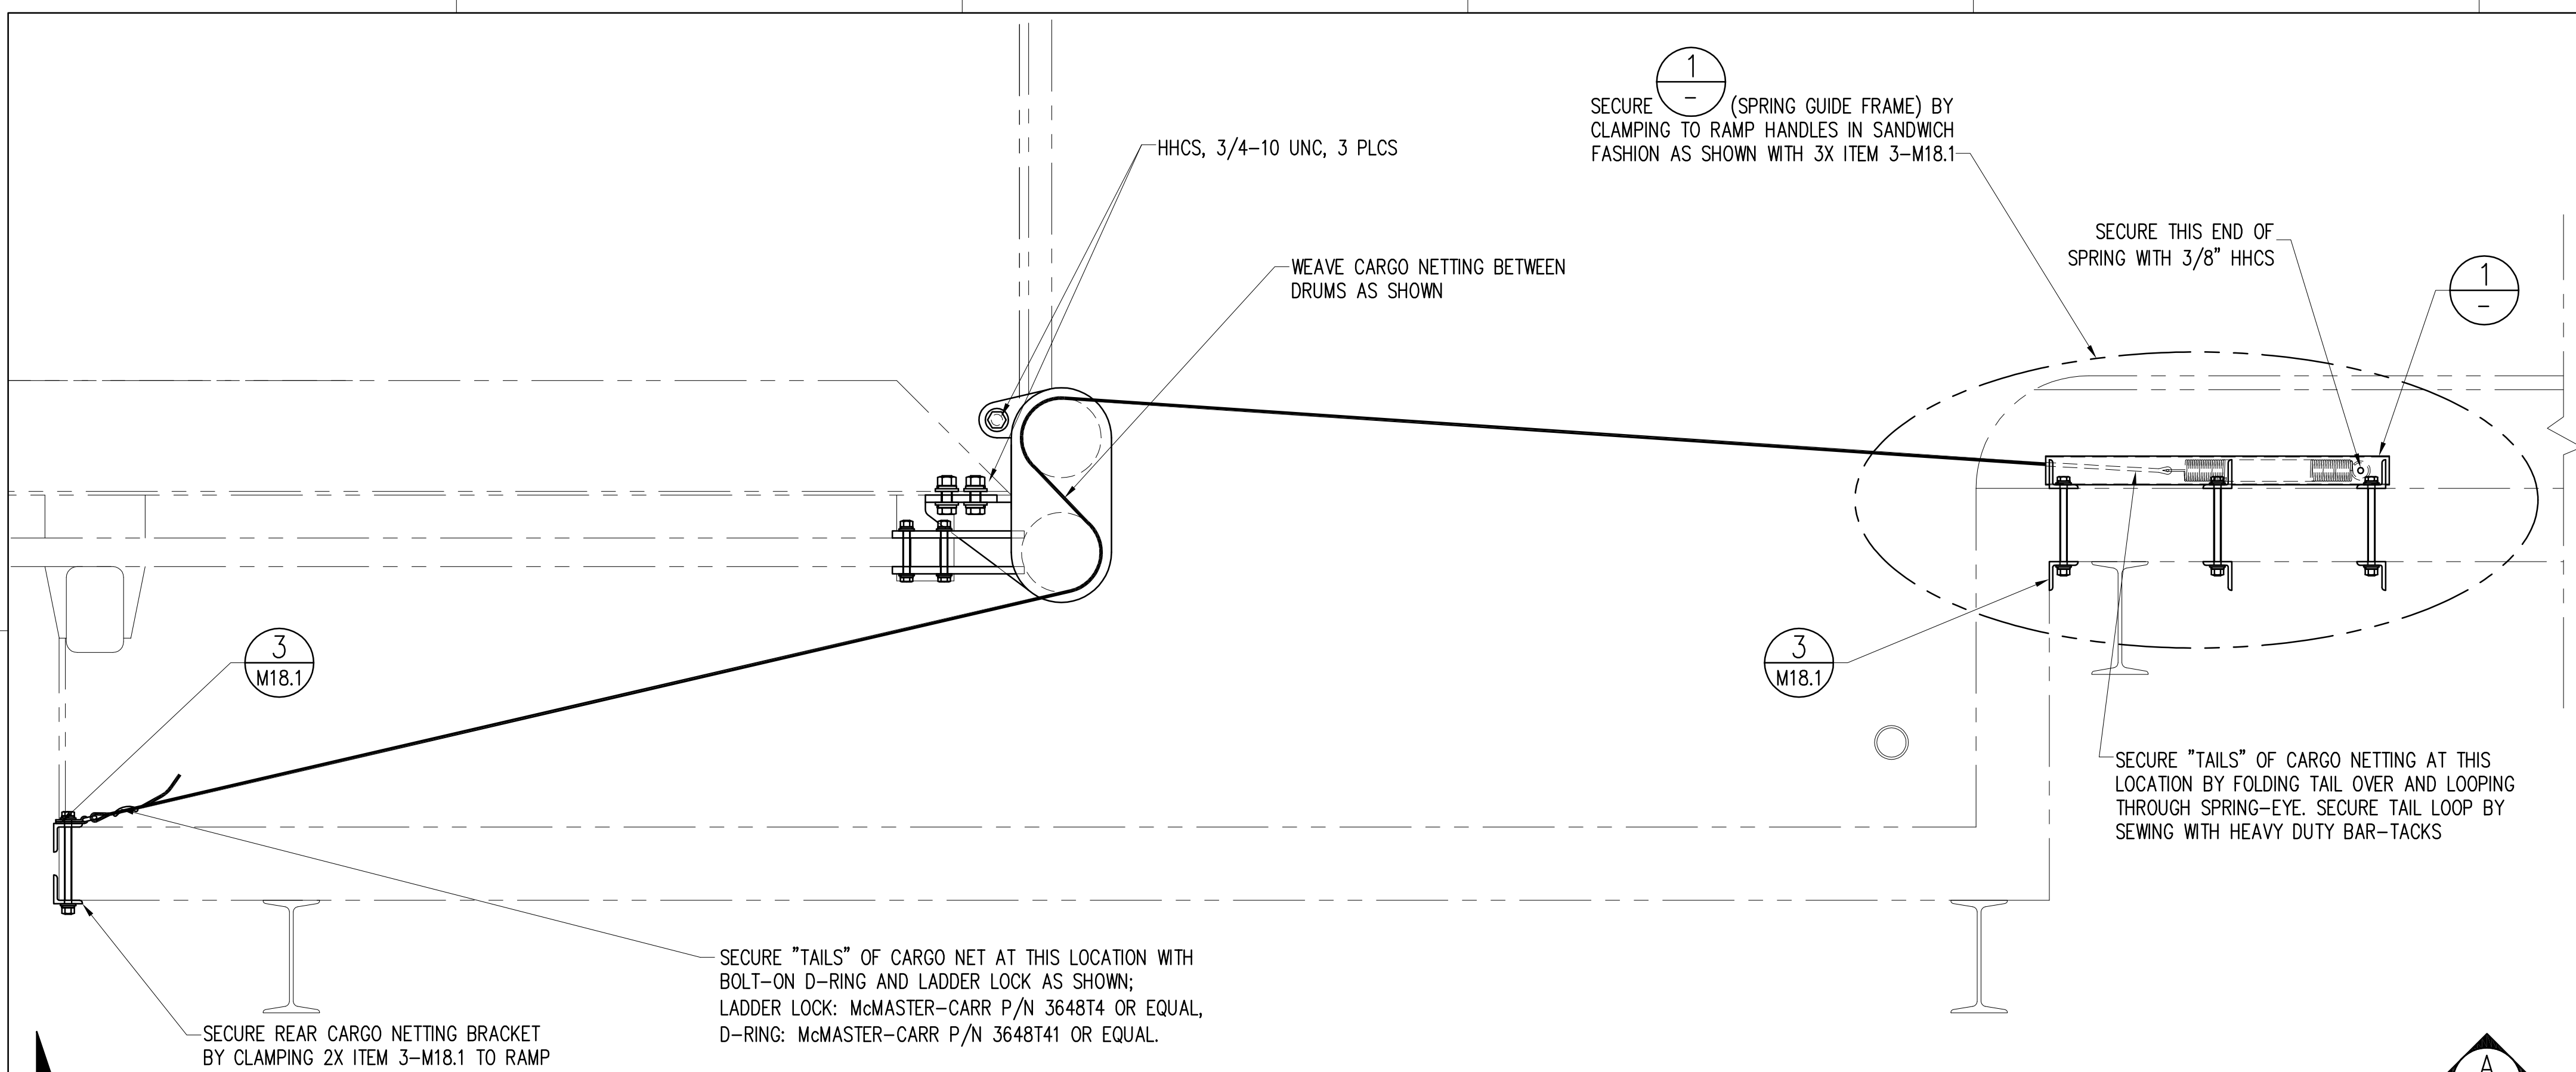 1
-
SECURE (SPRING GUIDE FRAME) BY
CLAMPING TO RAMP HANDLES IN SANDWICH
FASHION AS SHOWN WITH 3X ITEM 3-M18.1
HHCS, 3/4-10 UNC, 3 PLCS
SECURE THIS END OF
SPRING WITH 3/8" HHCS
WEAVE CARGO NETTING BETWEEN
DRUMS AS SHOWN
1
-
3
M18.1
3
M18.1
SECURE "TAILS" OF CARGO NETTING AT THIS
LOCATION BY FOLDING TAIL OVER AND LOOPING
THROUGH SPRING-EYE. SECURE TAIL LOOP BY
SEWING WITH HEAVY DUTY BAR-TACKS
SECURE "TAILS" OF CARGO NET AT THIS LOCATION WITH
BOLT-ON D-RING AND LADDER LOCK AS SHOWN;
LADDER LOCK: McMASTER-CARR P/N 3648T4 OR EQUAL,
D-RING: McMASTER-CARR P/N 3648T41 OR EQUAL.
SECURE REAR CARGO NETTING BRACKET
BY CLAMPING 2X ITEM 3-M18.1 TO RAMP
A